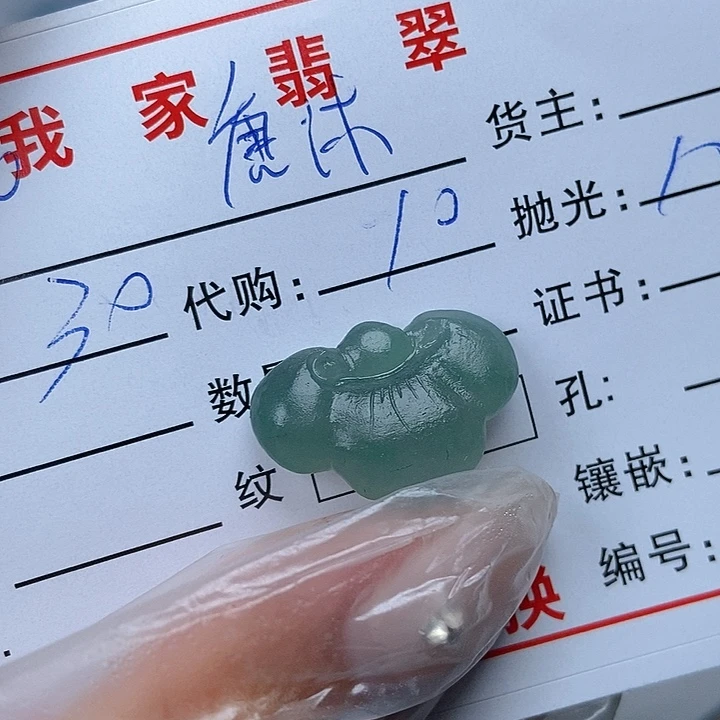 我家翡翠
货主:
30 代购: 10 抛光:
数 证书:
纹 孔:
镶嵌:
编号:
换